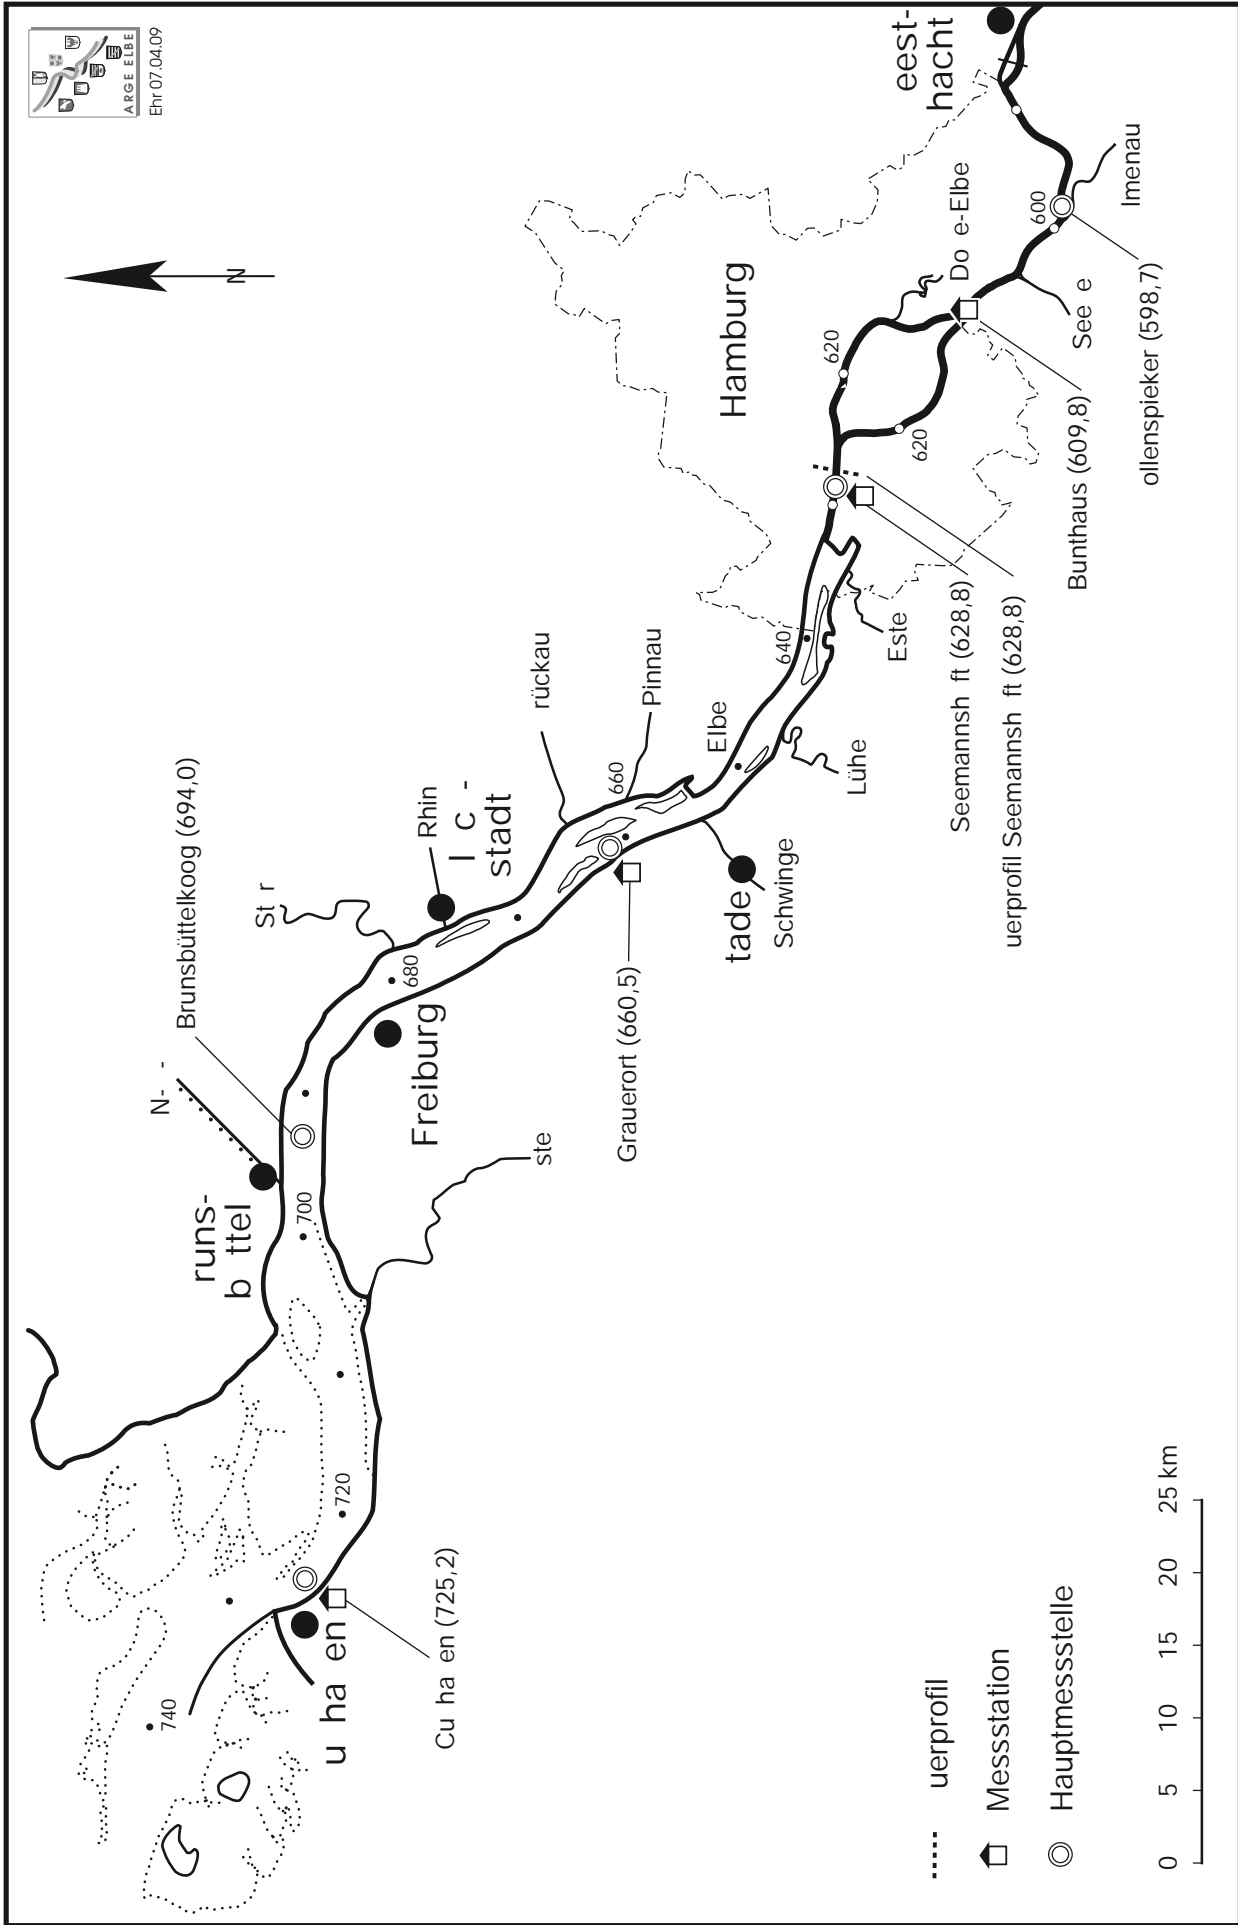 ARGE ELBE
Ehr 07.04.09
N
eest-
hacht
Imenau
600
Do e-Elbe
See e
ollenspieker (598,7)
Hamburg
620
620
Bunthaus (609,8)
Seemannsh ft (628,8)
uerprofil Seemannsh ft (628,8)
Este
640
Lühe
Elbe
Pinnau
rückau
660
Schwinge
tade
Grauerort (660,5)
Rhin
l c -
stadt
St r
680
Freiburg
Brunsbüttelkoog (694,0)
N- -
runs-
b ttel
700
ste
720
Cu ha en (725,2)
u ha en
740
uerprofil
Messstation
Hauptmessstelle
0 5 10 15 20 25 km